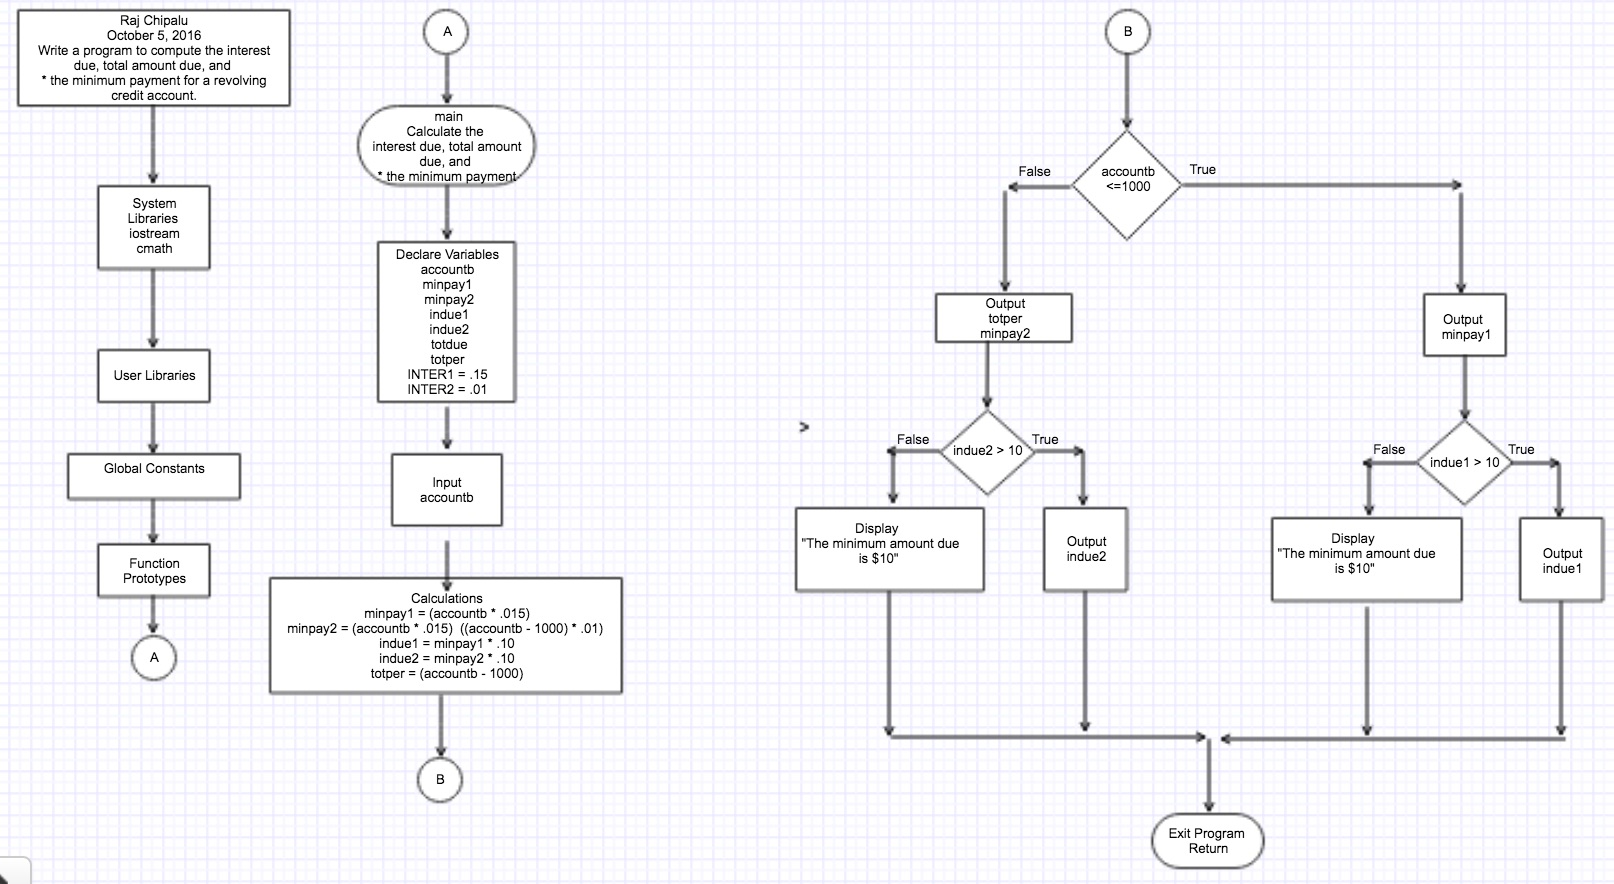 Raj Chipalu
October 5, 2016
Write a program to compute the interest
due, total amount due, and
* the minimum payment for a revolving
credit account.
System
Libraries
iostream
cmath
User Libraries
Global Constants
Function
Prototypes
A
A
main
Calculate the
interest due, total amount
due, and
* the minimum payment
Declare Variables
accountb
minpay1
minpay2
indue1
indue2
totdue
totper
INTER1 = .15
INTER2 = .01
Input
accountb
Calculations
minpay1 = (accountb * .015)
minpay2 = (accountb * .015)  ((accountb - 1000) * .01)
indue1 = minpay1 * .10
indue2 = minpay2 * .10
totper = (accountb - 1000)
B
B
accountb
<=1000
False
True
Output
totper
minpay2
Output
minpay1
>
indue2 > 10
False
True
Display
"The minimum amount due
is $10"
Output
indue2
indue1 > 10
False
True
Display
"The minimum amount due
is $10"
Output
indue1
Exit Program
Return